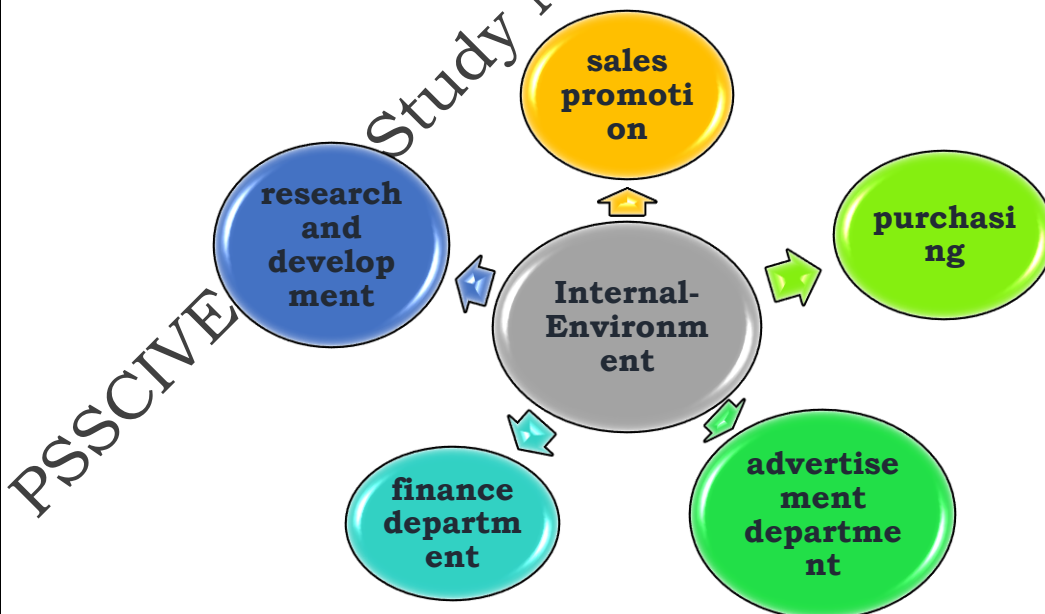 PSSCIVE Study
sales
promoti
on
research
and
develop
ment
purchasi
ng
Internal-
Environm
ent
finance
departm
ent
advertise
ment
departme
nt